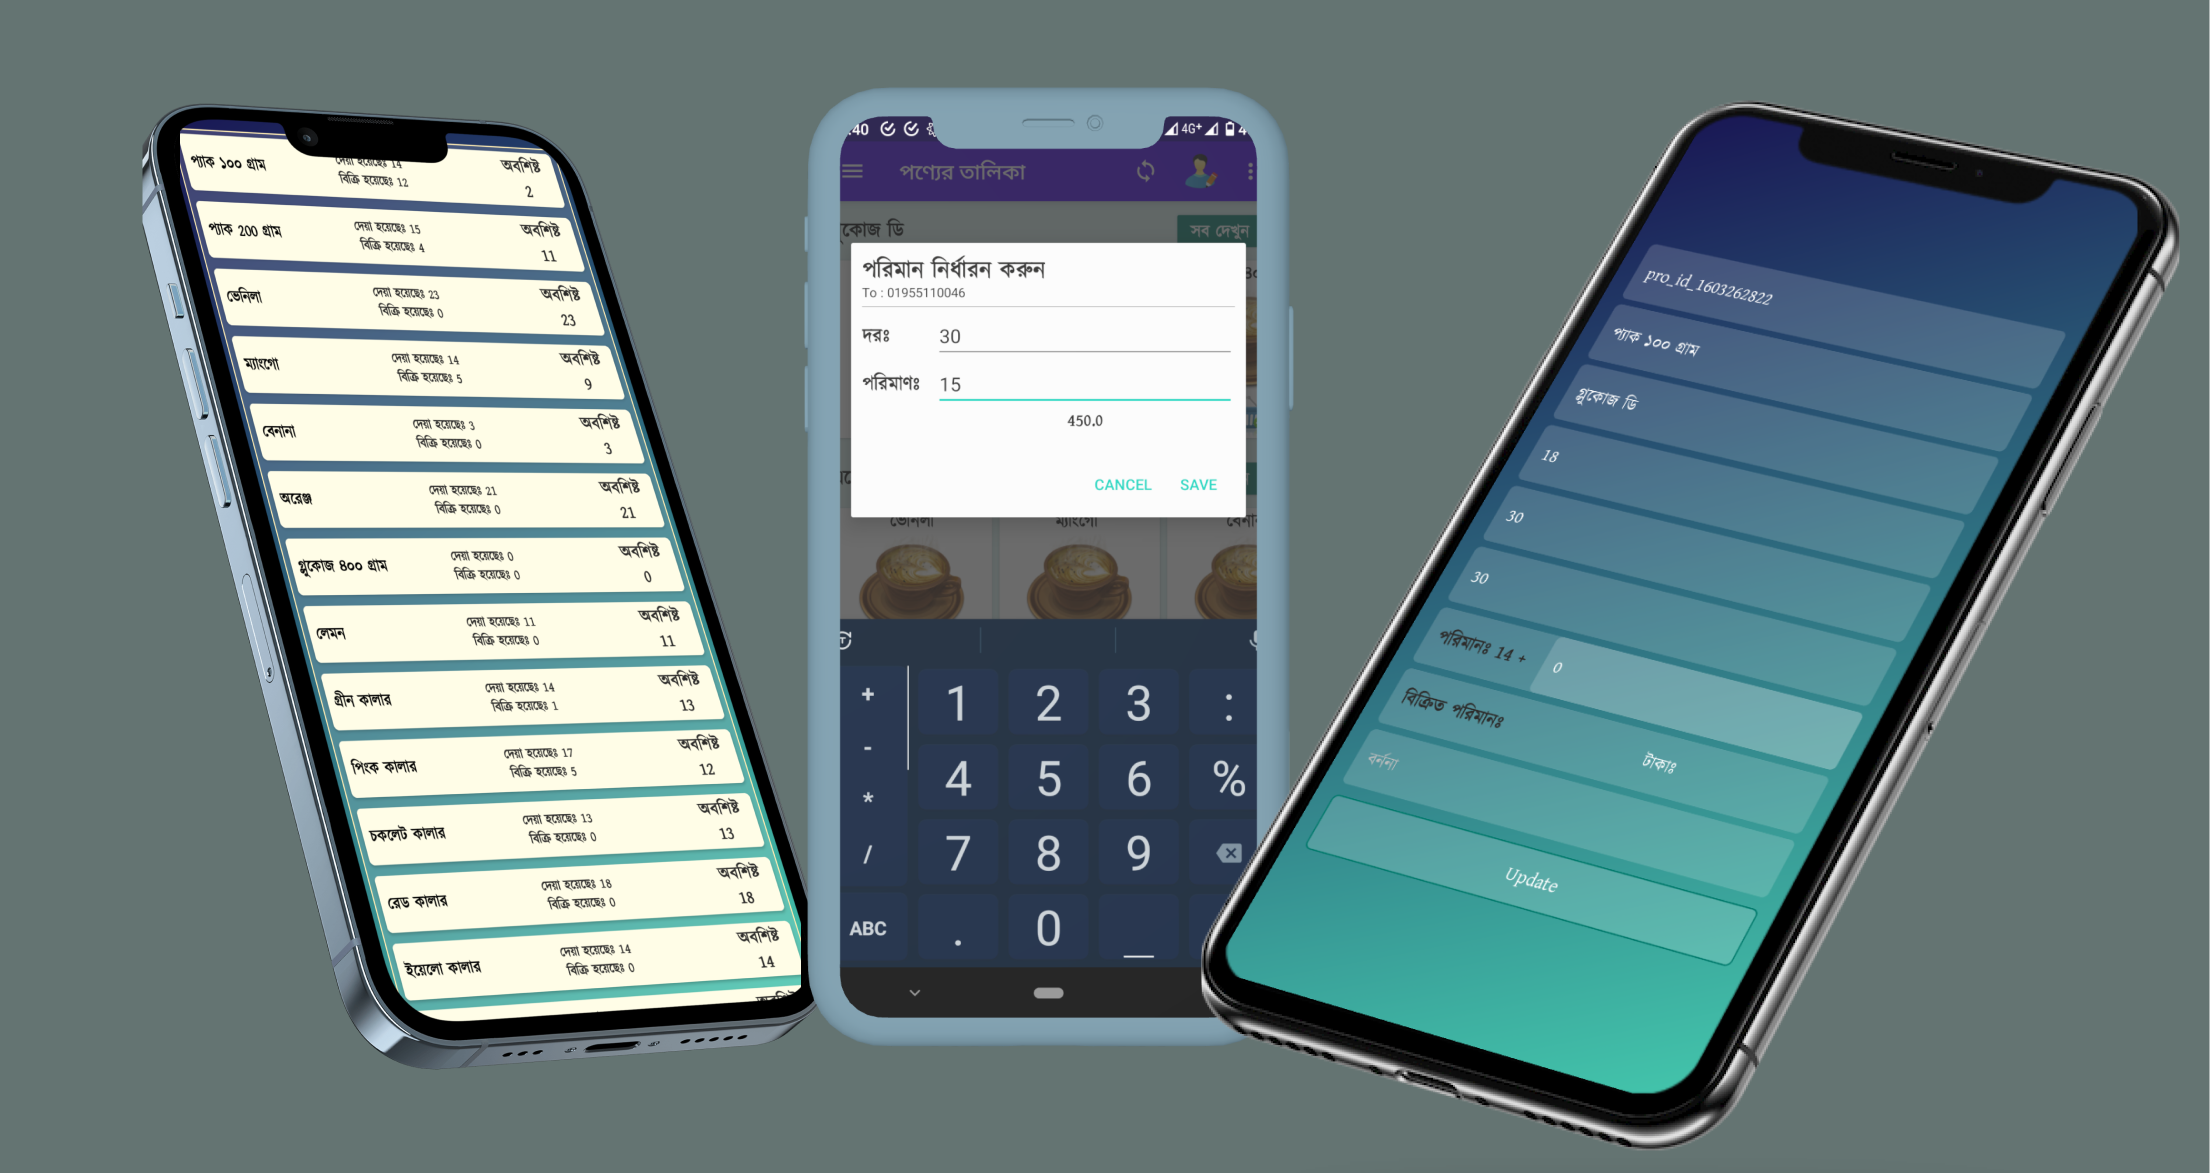 প্যাক ১০০ গ্রাম
দেয়া হয়েছেঃ 14
বিক্রি হয়েছেঃ 12
অবশিষ্ট
2
প্যাক 200 গ্রাম
দেয়া হয়েছেঃ 15
বিক্রি হয়েছেঃ 4
অবশিষ্ট
11
ভেনিলা
দেয়া হয়েছেঃ 23
বিক্রি হয়েছেঃ 0
অবশিষ্ট
23
ম্যাংগো
দেয়া হয়েছেঃ 14
বিক্রি হয়েছেঃ 5
অবশিষ্ট
9
বেনানা
দেয়া হয়েছেঃ 3
বিক্রি হয়েছেঃ 0
অবশিষ্ট
3
অরেঞ্জ
দেয়া হয়েছেঃ 21
বিক্রি হয়েছেঃ 0
অবশিষ্ট
21
গ্লুকোজ ৪০০ গ্রাম
দেয়া হয়েছেঃ 0
বিক্রি হয়েছেঃ 0
অবশিষ্ট
0
লেমন
দেয়া হয়েছেঃ 11
বিক্রি হয়েছেঃ 0
অবশিষ্ট
11
গ্রীন কালার
দেয়া হয়েছেঃ 14
বিক্রি হয়েছেঃ 1
অবশিষ্ট
13
পিংক কালার
দেয়া হয়েছেঃ 17
বিক্রি হয়েছেঃ 5
অবশিষ্ট
12
চকলেট কালার
দেয়া হয়েছেঃ 13
বিক্রি হয়েছেঃ 0
অবশিষ্ট
13
রেড কালার
দেয়া হয়েছেঃ 18
বিক্রি হয়েছেঃ 0
অবশিষ্ট
18
ইয়েলো কালার
দেয়া হয়েছেঃ 14
বিক্রি হয়েছেঃ 0
অবশিষ্ট
14
:40 4G+ 4
পণ্যের তালিকা
ডি সব দেখুন
পরিমান নির্ধারন করুন
To : 01955110046
দরঃ 30
পরিমাণঃ 15
450.0
CANCEL SAVE
ভেনিলা ম্যাংগো
+ 1 2 3 :
-
4 5 6 %
*
/ 7 8 9
ABC . 0 _
pro_id_1603262822
প্যাক ১০০ গ্রাম
গ্লুকোজ ডি
18
30
30
পরিমানঃ 14 + 0
বিক্রিত পরিমানঃ
টাকাঃ
বর্ননা
Update